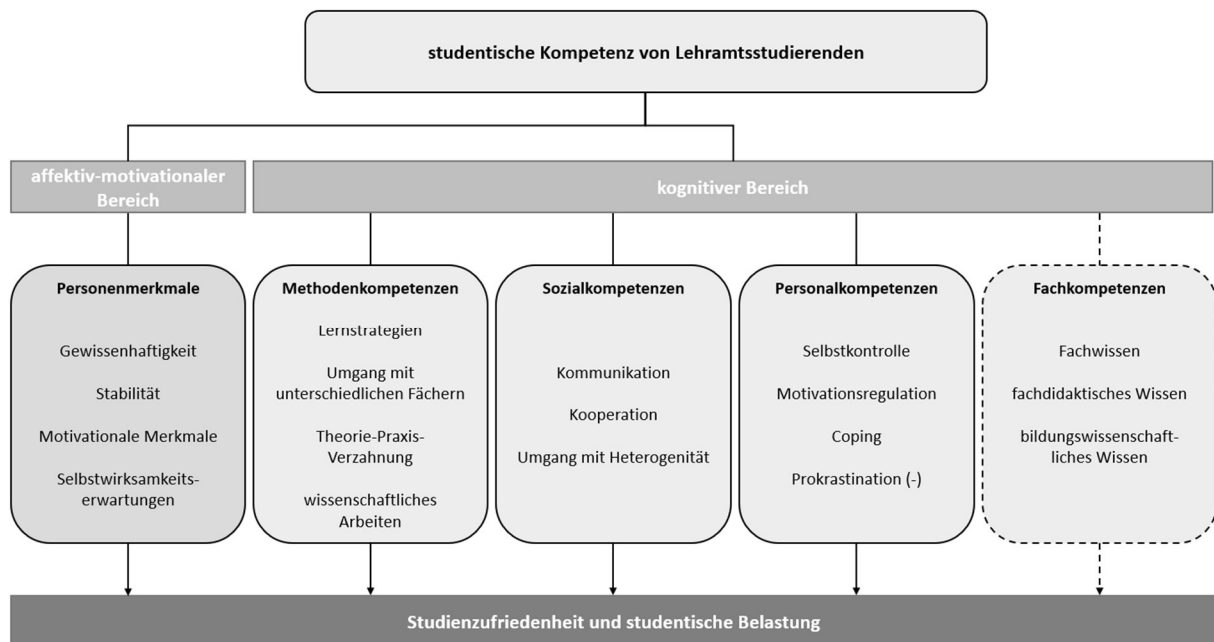 studentische Kompetenz von Lehramtsstudierenden
affektiv-motivationaler
Bereich
kognitiver Bereich
Personenmerkmale
Gewissenhaftigkeit
Stabilität
Motivationale Merkmale
Selbstwirksamkeits-
erwartungen
Methodenkompetenzen
Lernstrategien
Umgang mit
unterschiedlichen Fächern
Theorie-Praxis-
Verzahnung
wissenschaftliches
Arbeiten
Sozialkompetenzen
Kommunikation
Kooperation
Umgang mit Heterogenität
Personalkompetenzen
Selbstkontrolle
Motivationsregulation
Coping
Prokrastination (-)
Fachkompetenzen
Fachwissen
fachdidaktisches Wissen
bildungswissenschaft-
liches Wissen
Studienzufriedenheit und studentische Belastung